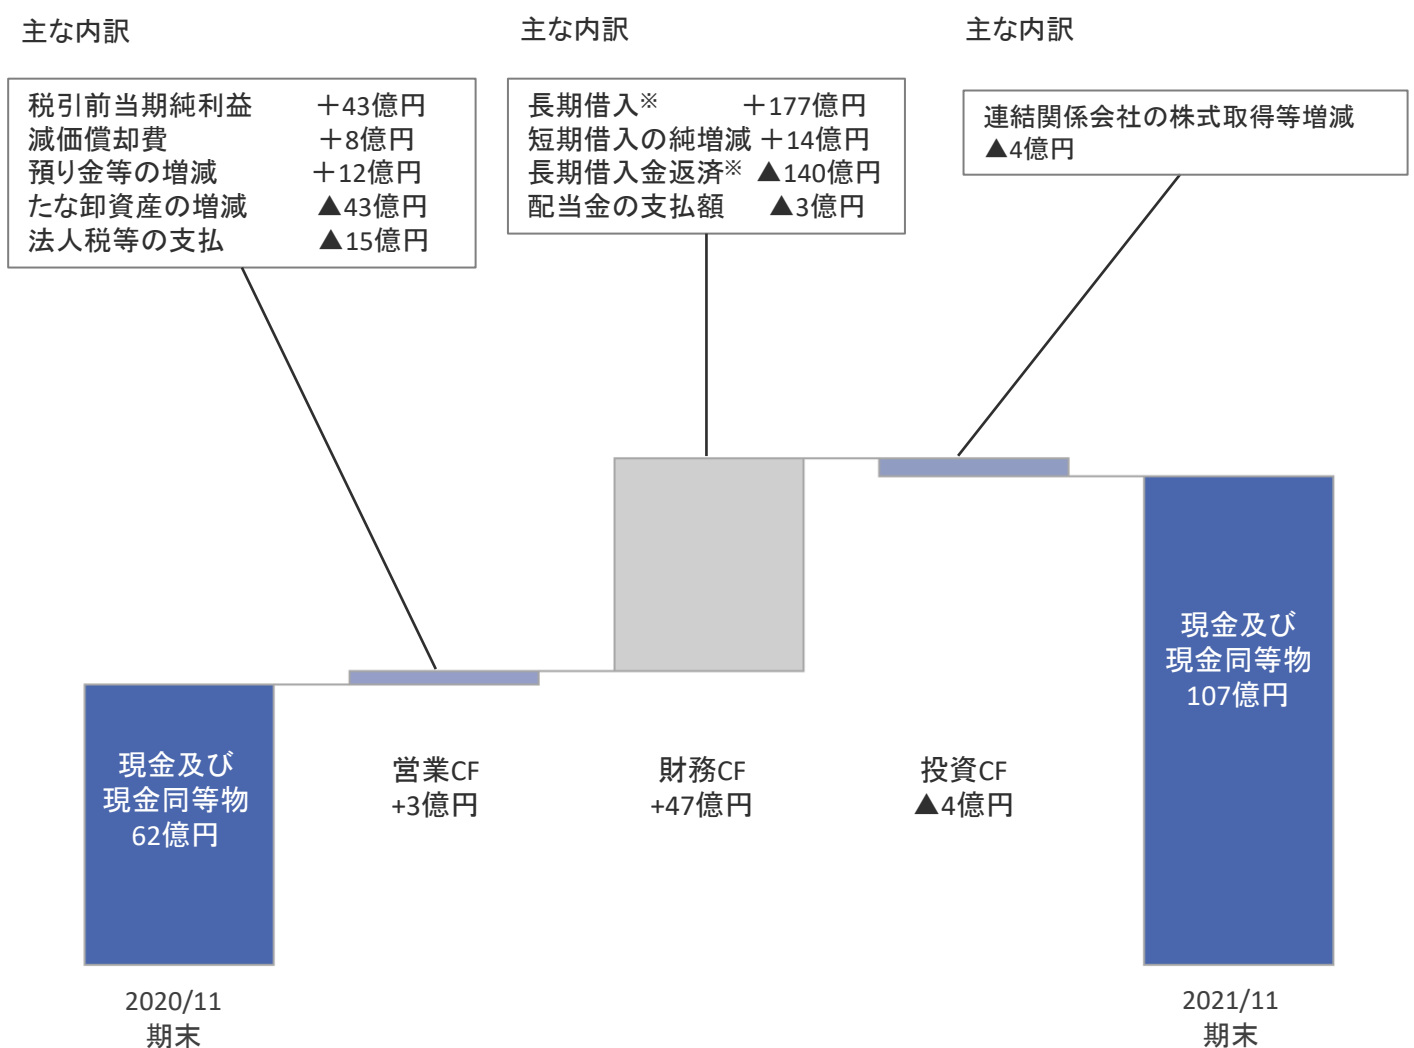 主な内訳
税引前当期純利益 ＋43億円
減価償却費 ＋8億円
預り金等の増減 ＋12億円
たな卸資産の増減 ▲43億円
法人税等の支払 ▲15億円
主な内訳
長期借入※ ＋177億円
短期借入の純増減 ＋14億円
長期借入金返済※ ▲140億円
配当金の支払額 ▲3億円
主な内訳
連結関係会社の株式取得等増減
▲4億円
現金及び
現金同等物
62億円
2020/11
期末
営業CF
+3億円
財務CF
+47億円
投資CF
▲4億円
現金及び
現金同等物
107億円
2021/11
期末